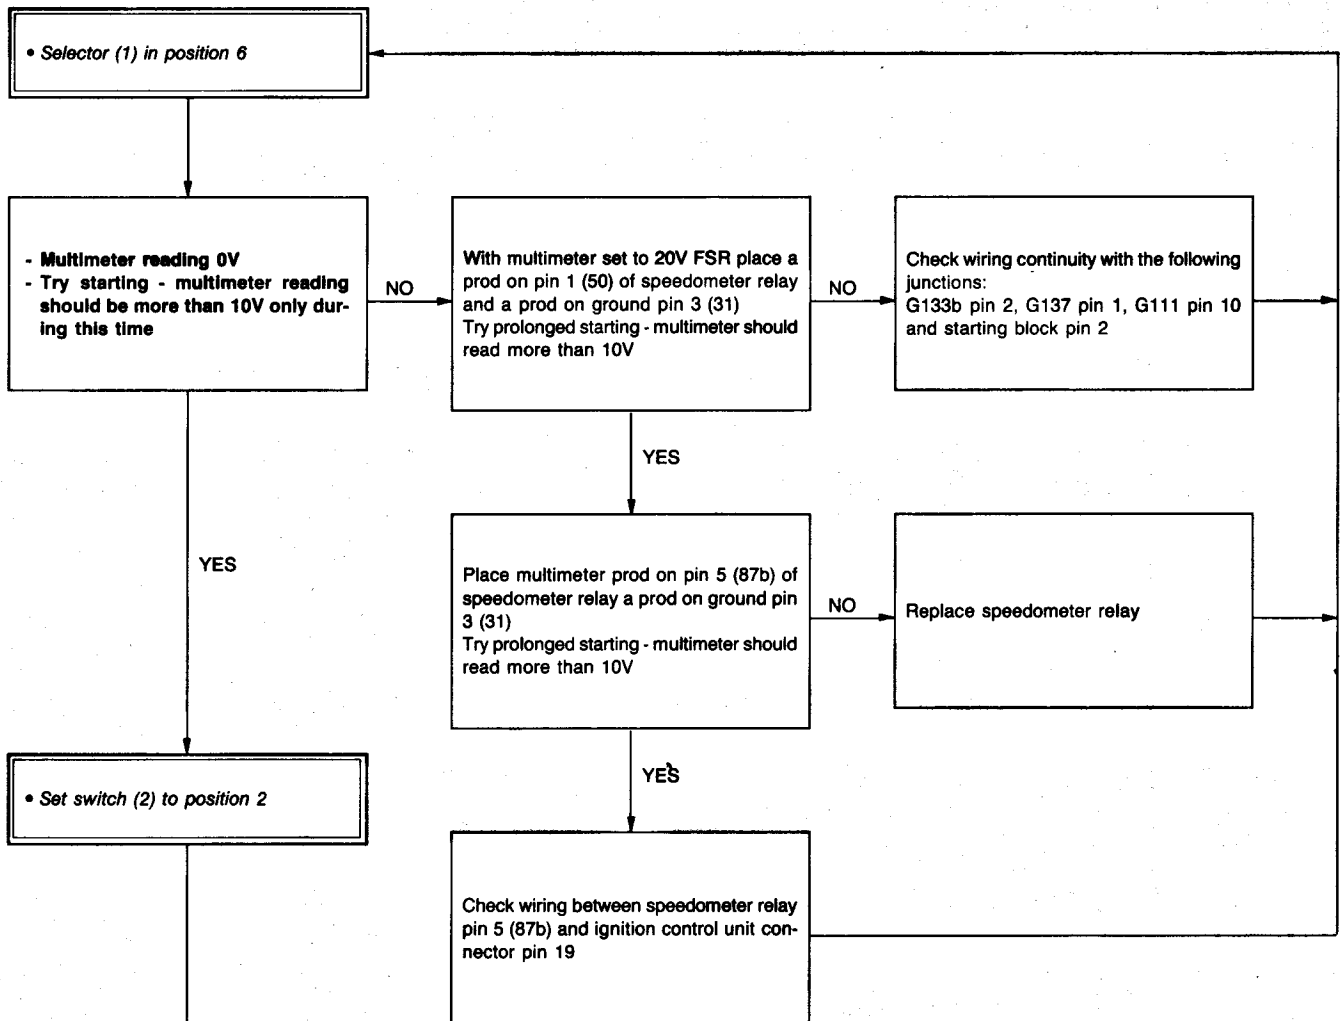 • Selector (1) in position 6
- Multimeter reading 0V
- Try starting - multimeter reading
should be more than 10V only dur-
ing this time
NO
With multimeter set to 20V FSR place a
prod on pin 1 (50) of speedometer relay
and a prod on ground pin 3 (31)
Try prolonged starting - multimeter should
read more than 10V
NO
Check wiring continuity with the following
junctions:
G133b pin 2, G137 pin 1, G111 pin 10
and starting block pin 2
YES
YES
Place multimeter prod on pin 5 (87b) of
speedometer relay a prod on ground pin
3 (31)
Try prolonged starting - multimeter should
read more than 10V
NO
Replace speedometer relay
YES
• Set switch (2) to position 2
Check wiring between speedometer relay
pin 5 (87b) and ignition control unit con-
nector pin 19